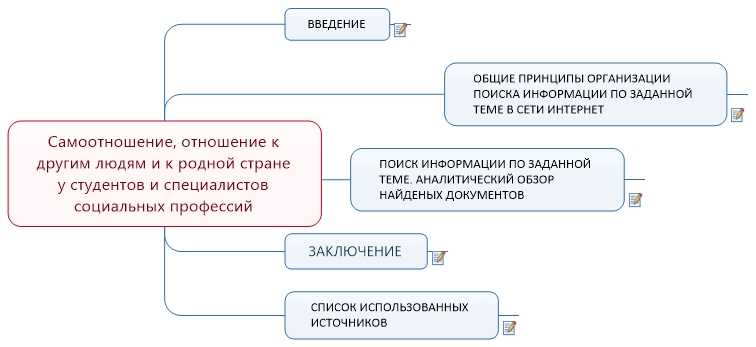 ВВЕДЕНИЕ
ОБЩИЕ ПРИНЦИПЫ ОРГАНИЗАЦИИ
ПОИСКА ИНФОРМАЦИИ ПО ЗАДАННОЙ
ТЕМЕ В СЕТИ ИНТЕРНЕТ
Самоотношение, отношение к
другим людям и к родной стране
у студентов и специалистов
социальных профессий
ПОИСК ИНФОРМАЦИИ ПО ЗАДАННОЙ
ТЕМЕ. АНАЛИТИЧЕСКИЙ ОБЗОР
НАЙДЕНЫХ ДОКУМЕНТОВ
ЗАКЛЮЧЕНИЕ
СПИСОК ИСПОЛЬЗОВАННЫХ
ИСТОЧНИКОВ